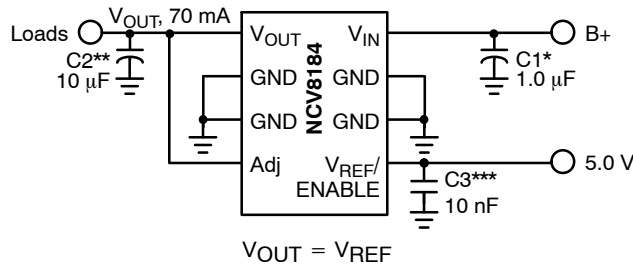 V_OUT, 70 mA
Loads
C2**
10 μF
V_OUT
GND
GND
Adj
NCV8184
V_IN
GND
GND
V_REF/
ENABLE
B+
C1*
1.0 μF
5.0 V
C3***
10 nF
V_OUT = V_REF